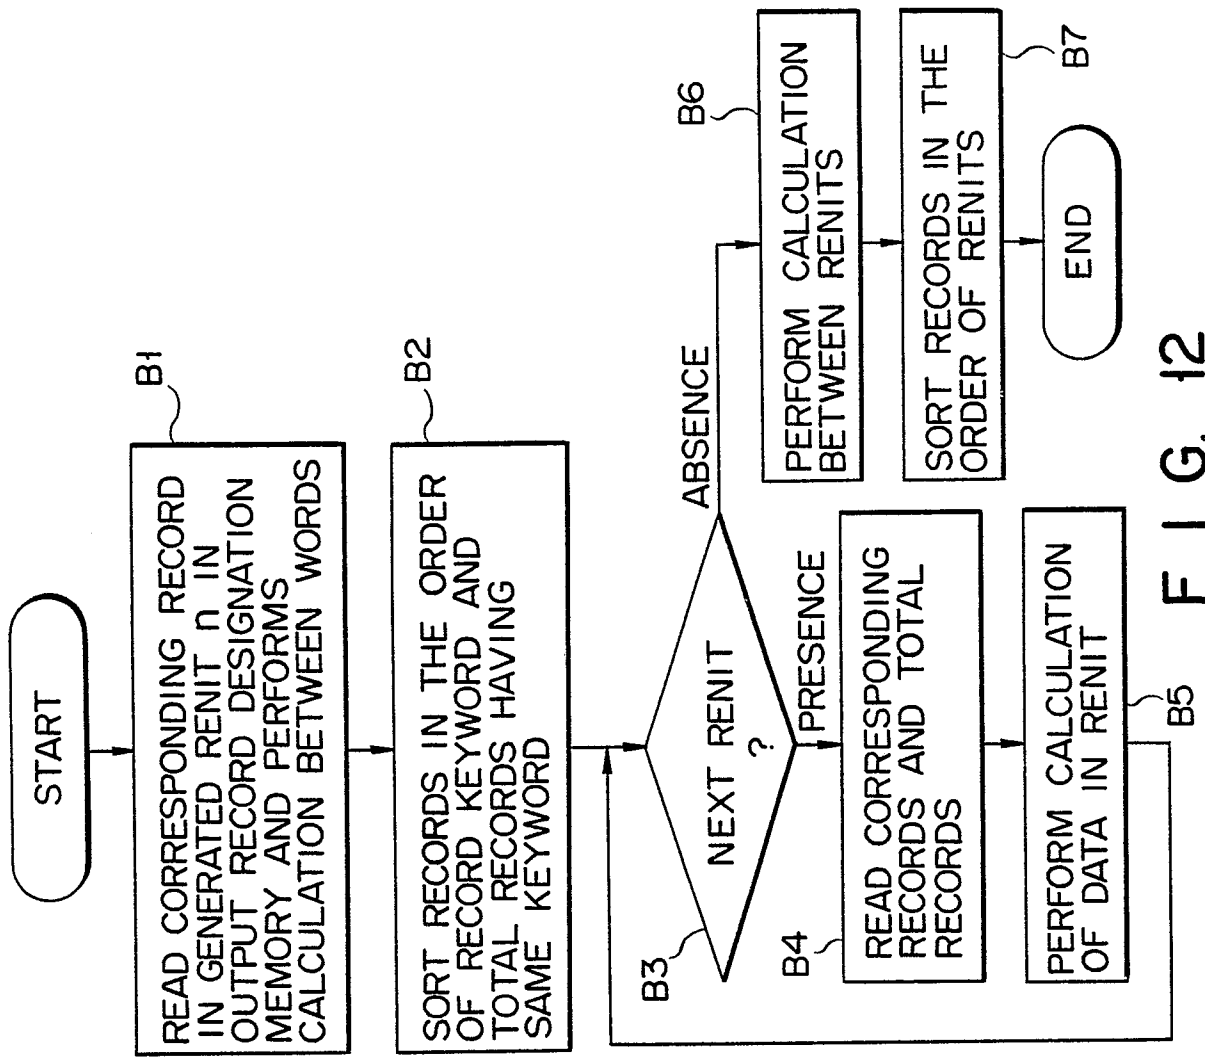 START
B1
READ CORRESPONDING RECORD
IN GENERATED RENIT n IN
OUTPUT RECORD DESIGNATION
MEMORY AND PERFORMS
CALCULATION BETWEEN WORDS
B2
SORT RECORDS IN THE ORDER
OF RECORD KEYWORD AND
TOTAL RECORDS HAVING
SAME KEYWORD
B3
NEXT RENIT
?
ABSENCE
PRESENCE
B4
READ CORRESPONDING
RECORDS AND TOTAL
RECORDS
B5
PERFORM CALCULATION
OF DATA IN RENIT
B6
PERFORM CALCULATION
BETWEEN RENITS
B7
SORT RECORDS IN THE
ORDER OF RENITS
END
FIG. 12